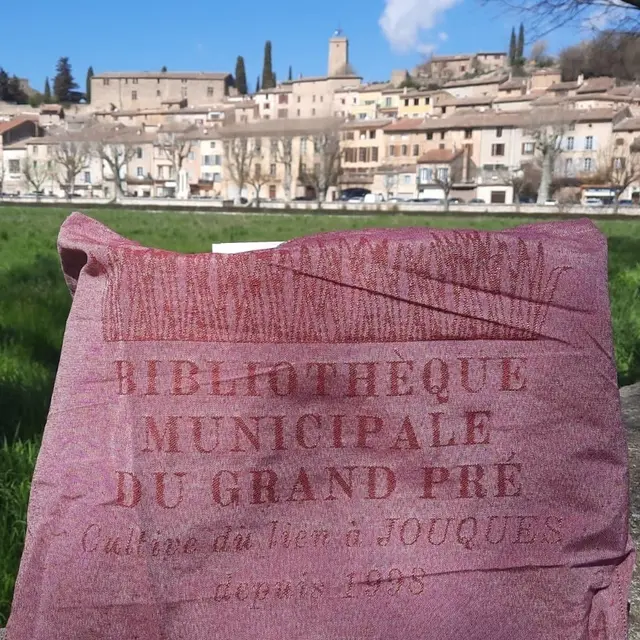 BIBLIOTHÈQUE
MUNICIPALE
DU GRAND PRÉ
Cultive du lien à JOUQUES
depuis 1998